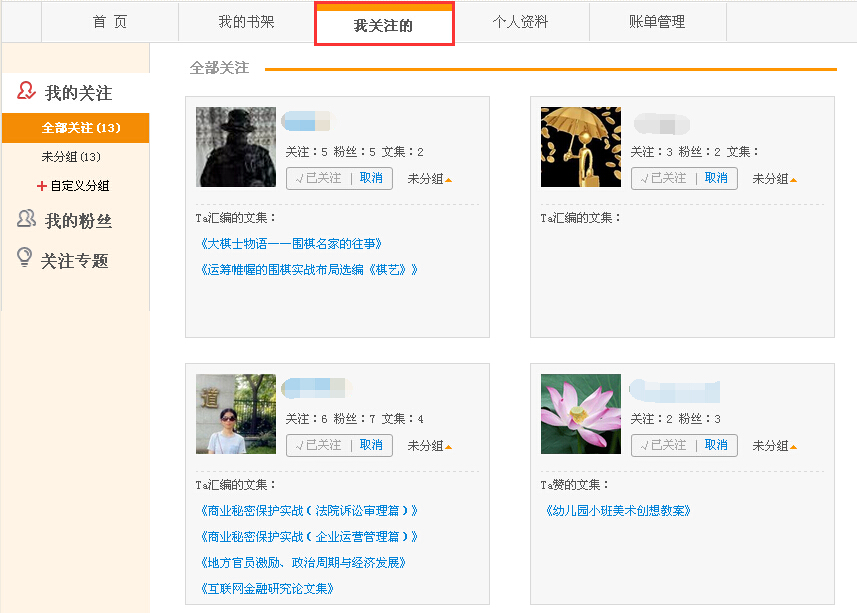 首 页
我的书架
我关注的
个人资料
账单管理
我的关注
全部关注(13)
未分组(13)
+自定义分组
我的粉丝
关注专题
全部关注
关注：5 粉丝：5 文集：2
√已关注 | 取消 未分组
Ta汇编的文集：
《大棋士物语——围棋名家的往事》
《运筹帷幄的围棋实战布局选编《棋艺》》
关注：3 粉丝：2 文集：
√已关注 | 取消 未分组
Ta汇编的文集：
道
关注：6 粉丝：7 文集：4
√已关注 | 取消 未分组
Ta汇编的文集：
《商业秘密保护实战（法院诉讼审理篇）》
《商业秘密保护实战（企业运营管理篇）》
《地方官员激励、政治周期与经济发展》
《互联网金融研究论文集》
关注：2 粉丝：3
√已关注 | 取消 未分组
Ta赞的文集：
《幼儿园小班美术创想教案》